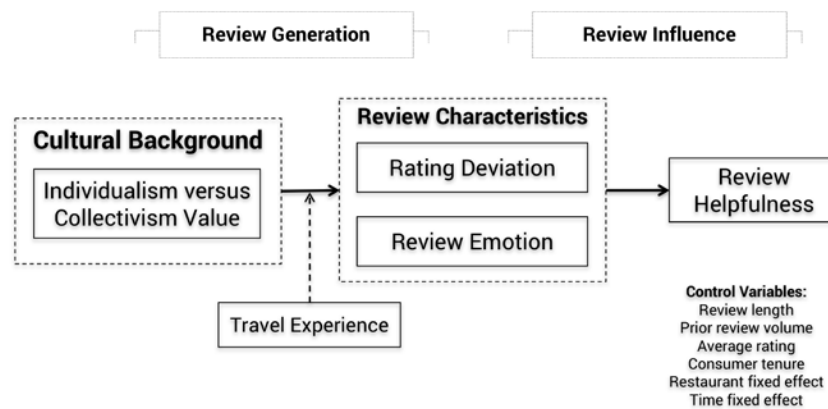 Review Generation
Review Influence
Cultural Background
Individualism versus
Collectivism Value
Review Characteristics
Rating Deviation
Review Emotion
Review
Helpfulness
Travel Experience
Control Variables:
Review length
Prior review volume
Average rating
Consumer tenure
Restaurant fixed effect
Time fixed effect